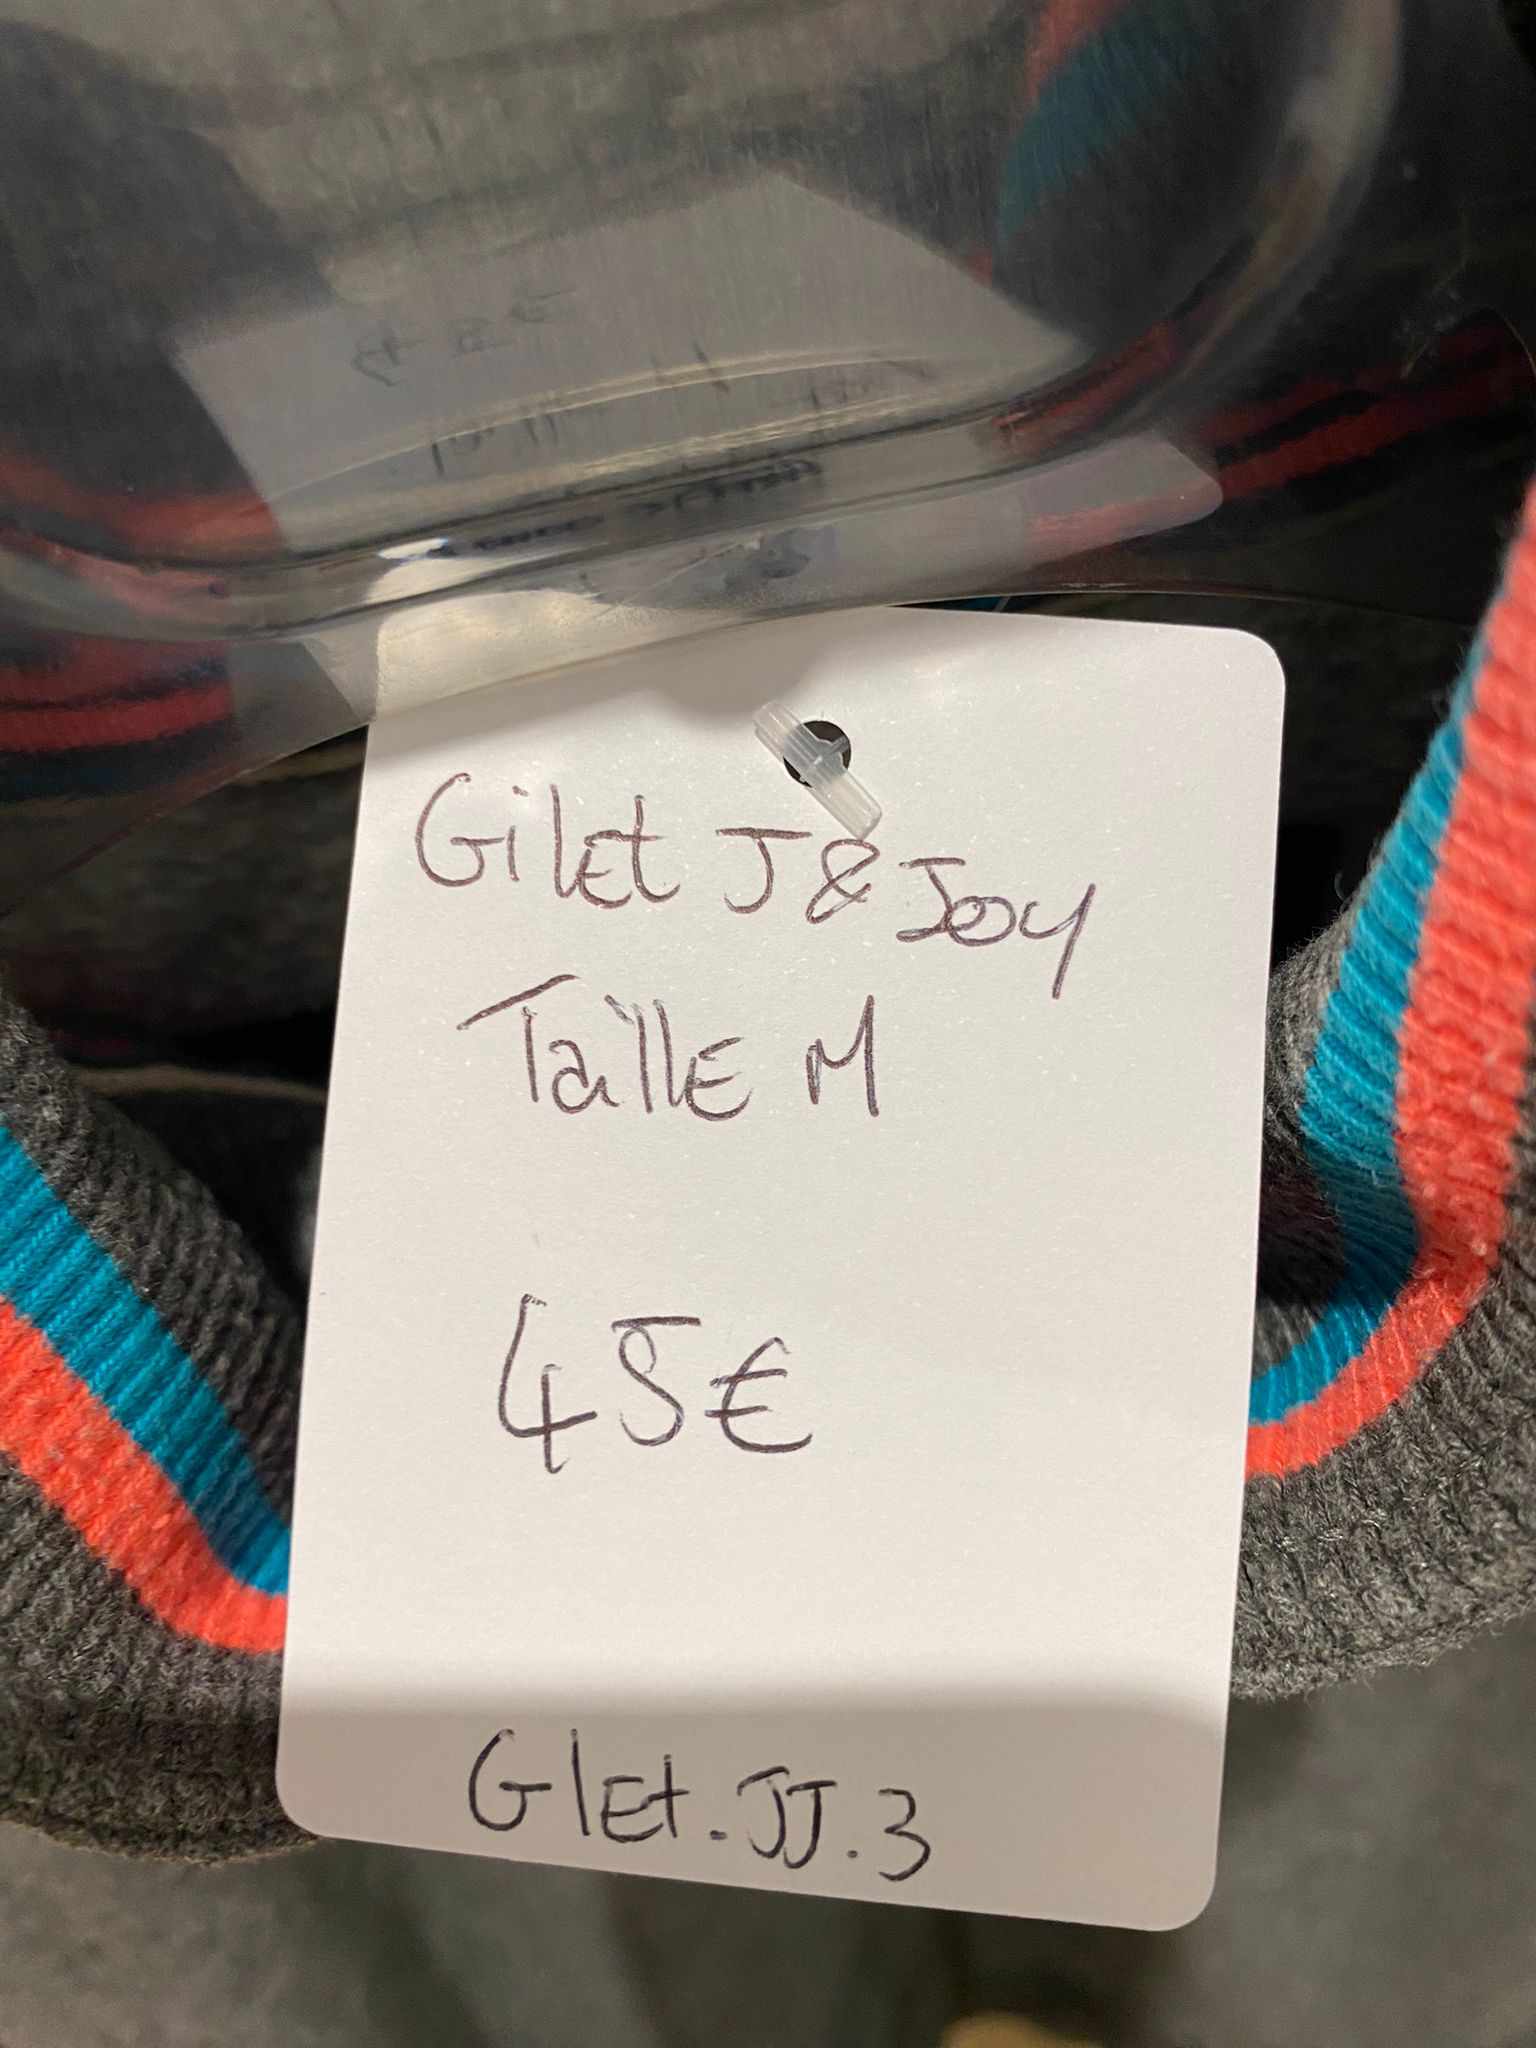 Gilet J & Joy
Taille M
45€
Glet.JJ.3